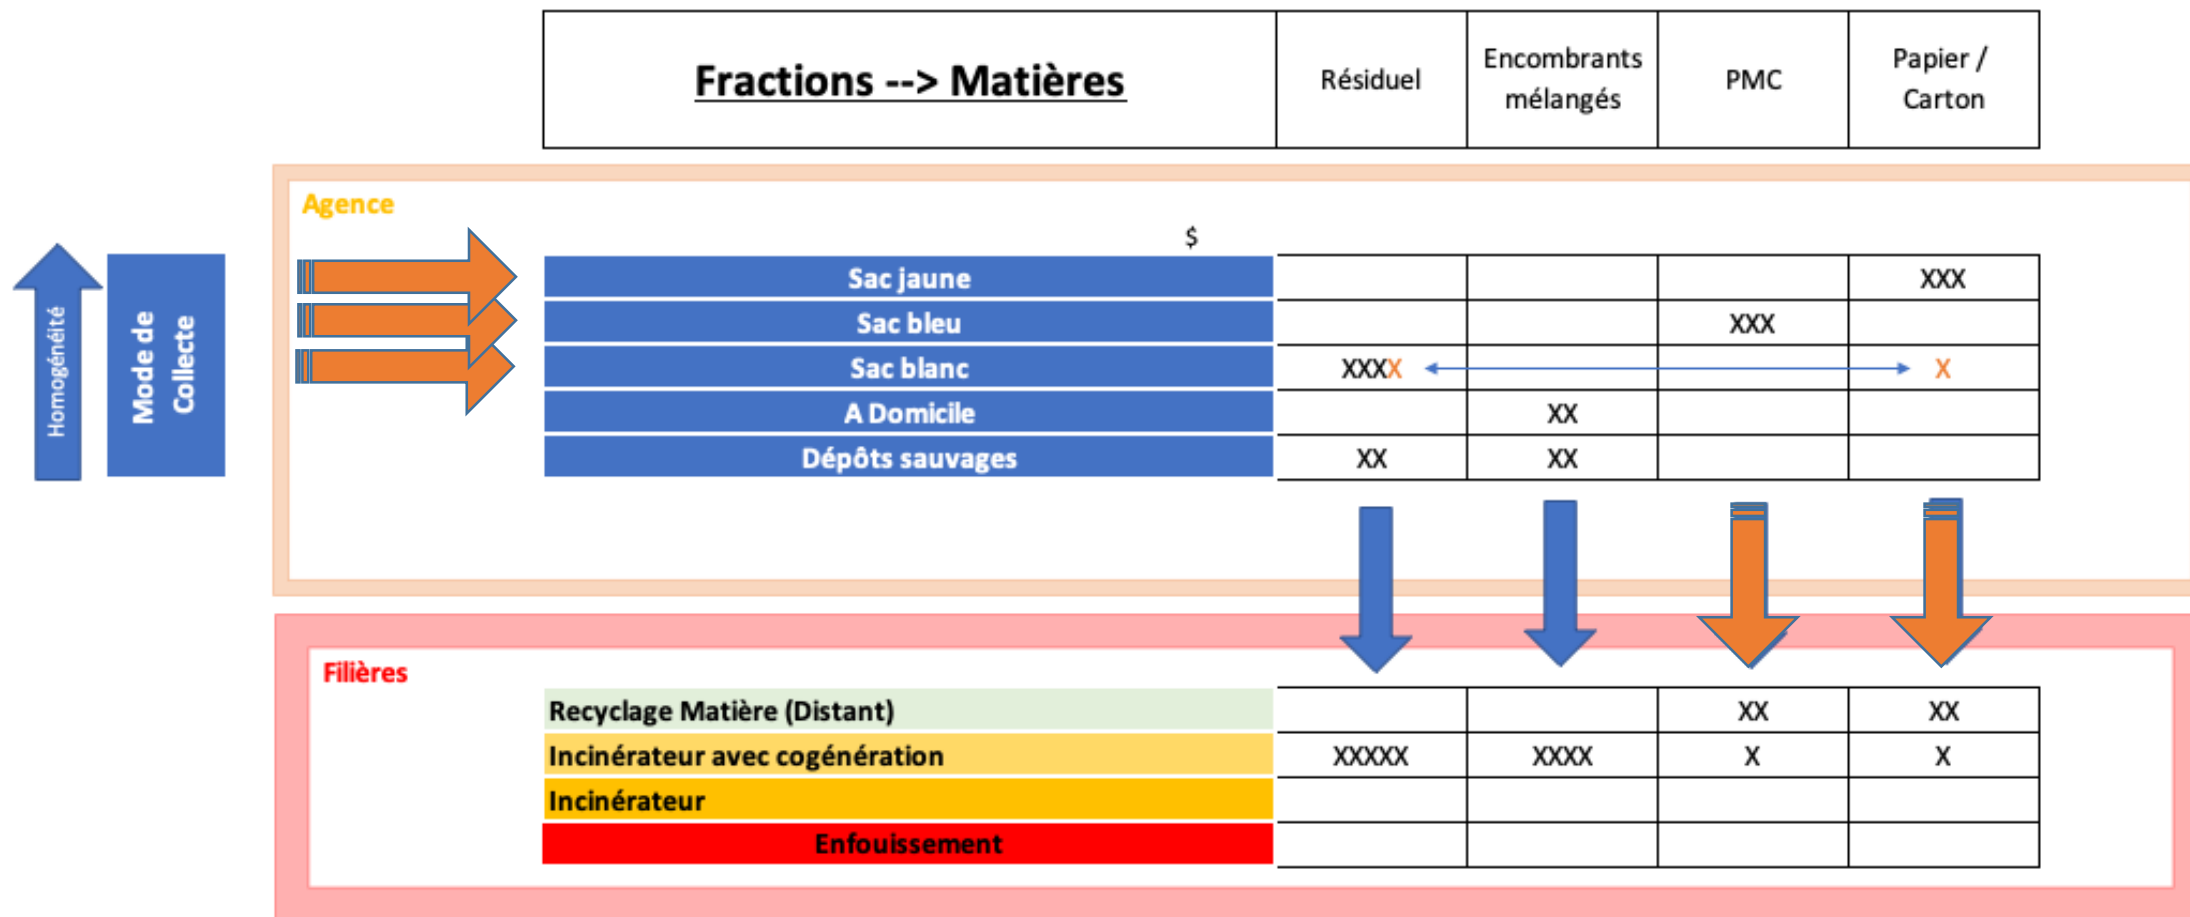 Fractions --> Matières
Résiduel
Encombrants
mélangés
PMC
Papier /
Carton
Agence
$
Homogénéité
Mode de
Collecte
Sac jaune XXX
Sac bleu XXX
Sac blanc XXXX X
A Domicile XX
Dépôts sauvages XX XX
Filières
Recyclage Matière (Distant) XX XX
Incinérateur avec cogénération XXXXX XXXX X X
Incinérateur
Enfouissement